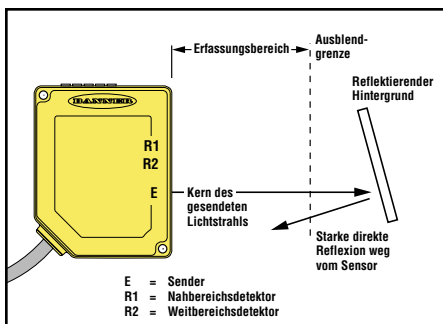 Erfassungsbereich
Ausblend-
grenze
Reflektierender
Hintergrund
BANNER
R1
R2
E
Kern des
gesendeten
Lichtstrahls
Starke direkte
Reflexion weg
vom Sensor
E = Sender
R1 = Nahbereichsdetektor
R2 = Weitbereichsdetektor